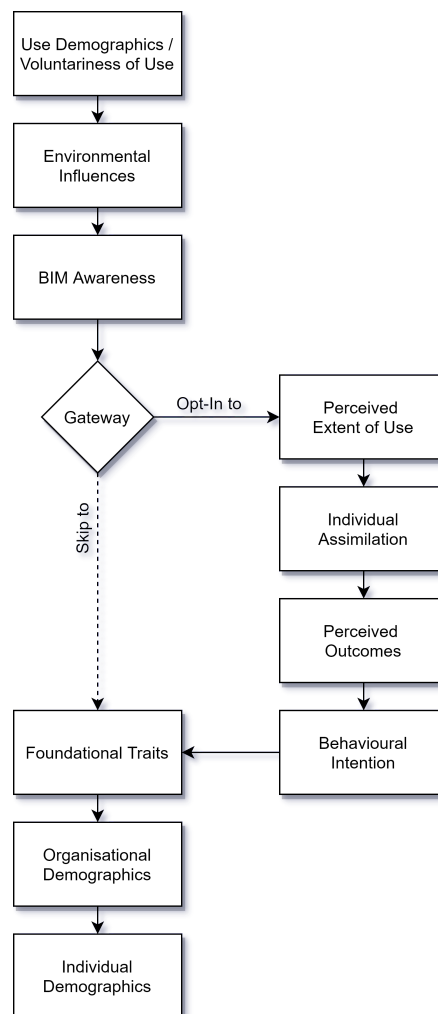 Use Demographics /
Voluntariness of Use
Environmental
Influences
BIM Awareness
Gateway
Opt-In to
Perceived
Extent of Use
Individual
Assimilation
Perceived
Outcomes
Behavioural
Intention
Skip to
Foundational Traits
Organisational
Demographics
Individual
Demographics